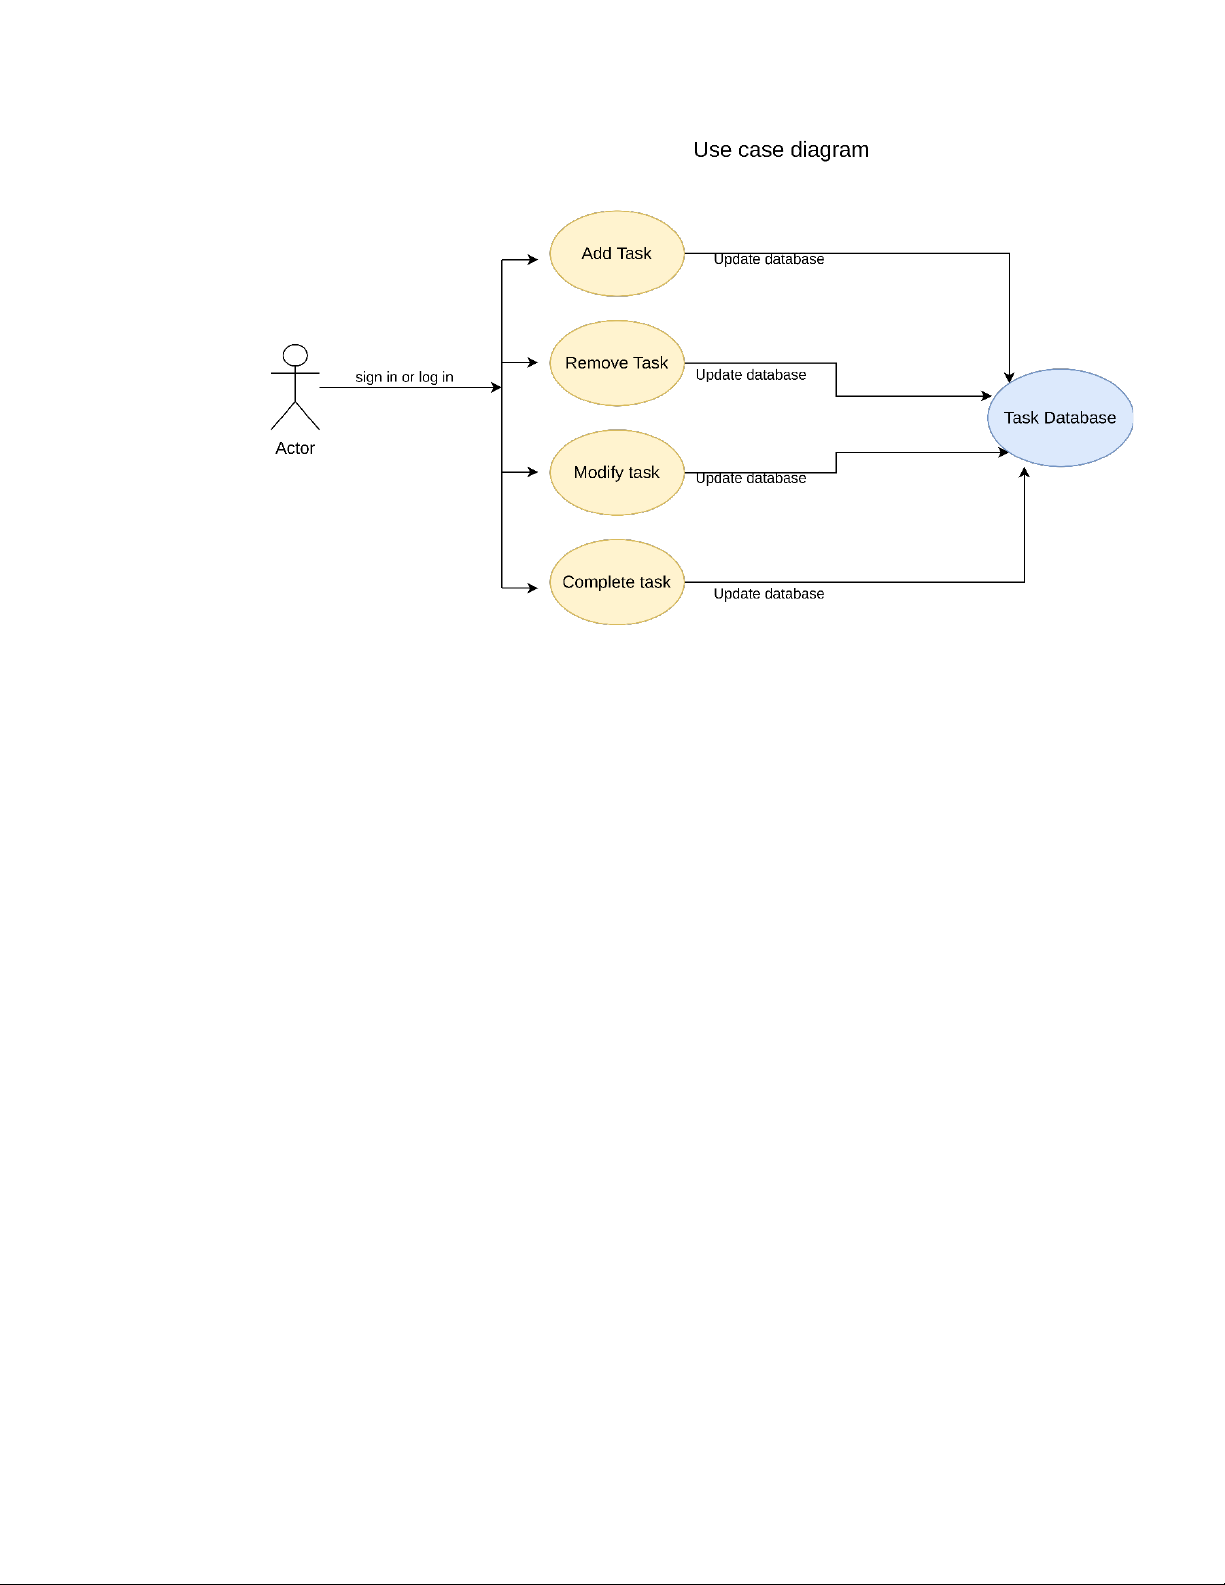 Use case diagram
Add Task
Update database
Remove Task
Update database
sign in or log in
Actor
Task Database
Modify task
Update database
Complete task
Update database